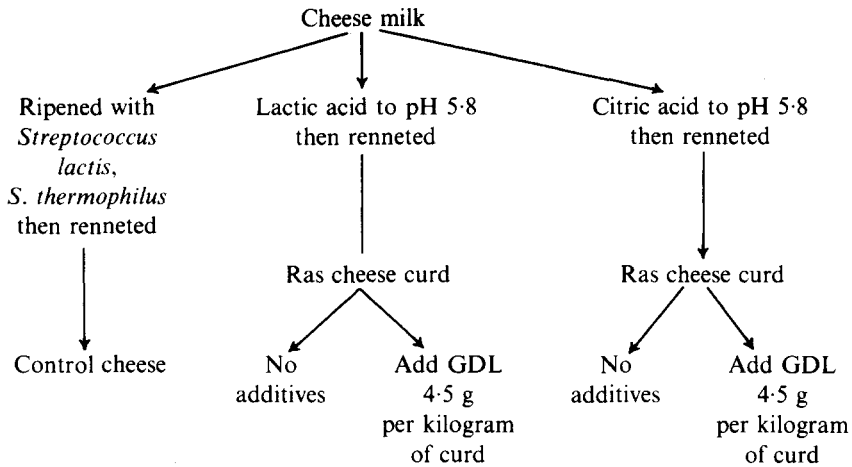 Cheese milk
Ripened with
Streptococcus
lactis,
S. thermophilus
then renneted
Lactic acid to pH 5·8
then renneted
Citric acid to pH 5·8
then renneted
Ras cheese curd
Ras cheese curd
Control cheese
No
additives
Add GDL
4·5 g
per kilogram
of curd
No
additives
Add GDL
4·5 g
per kilogram
of curd